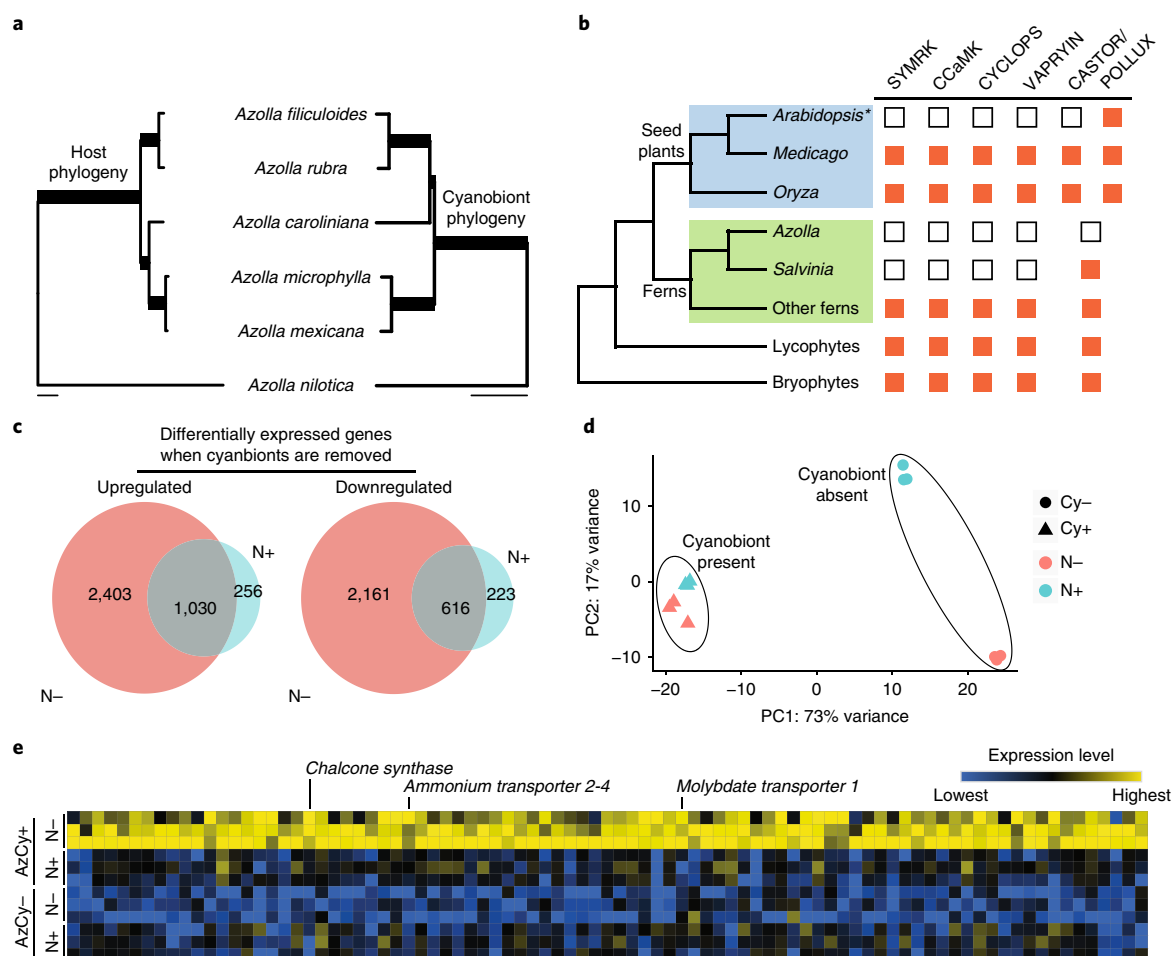 a
Azolla filiculoides
Host
phylogeny
Azolla rubra
Cyanobiont
phylogeny
Azolla caroliniana
Azolla microphylla
Azolla mexicana
Azolla nilotica
b
SYMRK
CCaMK
CYCLOPS
VAPRYIN
CASTOR/
POLLUX
Seed
plants
Arabidopsis*
Medicago
Oryza
Azolla
Salvinia
Ferns
Other ferns
Lycophytes
Bryophytes
c
Differentially expressed genes
when cyanbionts are removed
Upregulated
Downregulated
N+
2,403
1,030
256
N–
N+
2,161
616
223
N–
d
Cyanobiont
absent
Cyanobiont
present
10
0
–10
PC2: 17% variance
–20
–10
0
10
20
PC1: 73% variance
Cy–
Cy+
N–
N+
e
Chalcone synthase
Ammonium transporter 2-4
Molybdate transporter 1
Expression level
Lowest
Highest
AzCy+
N–
N+
AzCy–
N–
N+